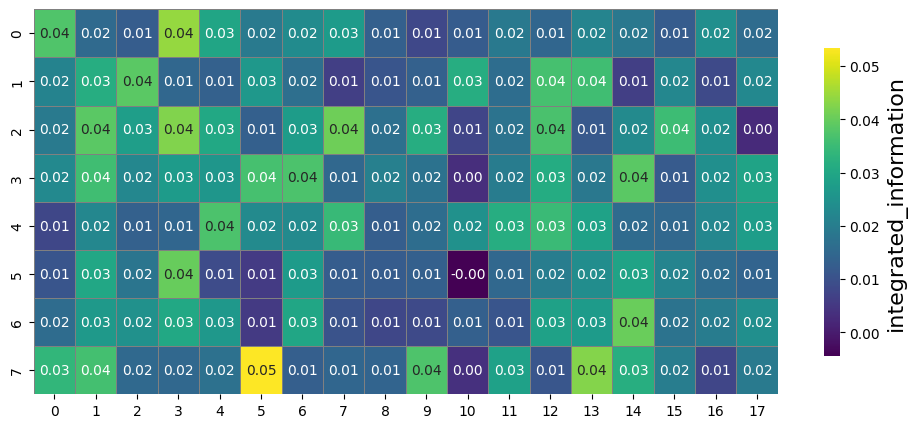 0 0.04 0.02 0.01 0.04 0.03 0.02 0.02 0.03 0.01 0.01 0.01 0.02 0.01 0.02 0.02 0.01 0.02 0.02
1 0.02 0.03 0.04 0.01 0.01 0.03 0.02 0.01 0.01 0.01 0.03 0.02 0.04 0.04 0.01 0.02 0.01 0.02
2 0.02 0.04 0.03 0.04 0.03 0.01 0.03 0.04 0.02 0.03 0.01 0.02 0.04 0.01 0.02 0.04 0.02 0.00
3 0.02 0.04 0.02 0.03 0.03 0.04 0.04 0.01 0.02 0.02 0.00 0.02 0.03 0.02 0.04 0.01 0.02 0.03
4 0.01 0.02 0.01 0.01 0.04 0.02 0.02 0.03 0.01 0.02 0.02 0.03 0.03 0.03 0.02 0.01 0.02 0.03
5 0.01 0.03 0.02 0.04 0.01 0.01 0.03 0.01 0.01 0.01 -0.00 0.01 0.02 0.02 0.03 0.02 0.02 0.01
6 0.02 0.03 0.02 0.03 0.03 0.01 0.03 0.01 0.01 0.01 0.01 0.01 0.03 0.03 0.04 0.02 0.02 0.02
7 0.03 0.04 0.02 0.02 0.02 0.05 0.01 0.01 0.01 0.04 0.00 0.03 0.01 0.04 0.03 0.02 0.01 0.02
0 1 2 3 4 5 6 7 8 9 10 11 12 13 14 15 16 17
0.05
0.04
0.03
0.02
0.01
0.00
integrated_information